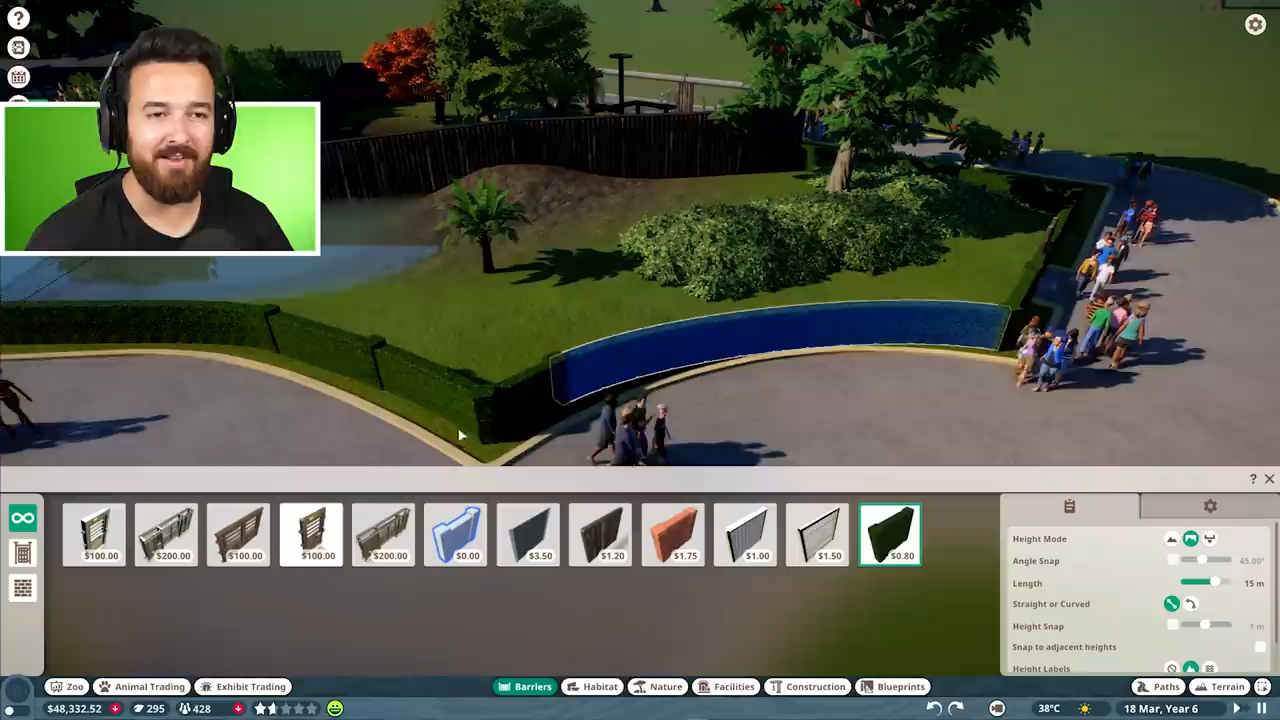 ?
? ×
$100.00 $200.00 $100.00 $100.00 $200.00 $0.00 $3.50 $1.20 $1.75 $1.00 $1.50 $0.80
Height Mode
Angle Snap 45.00°
Length 15 m
Straight or Curved
Height Snap 1 m
Snap to adjacent heights
Height Labels
Zoo Animal Trading Exhibit Trading Barriers Habitat Nature Facilities Construction Blueprints Paths Terrain
$48,332.52 295 428 38°C 18 Mar, Year 6